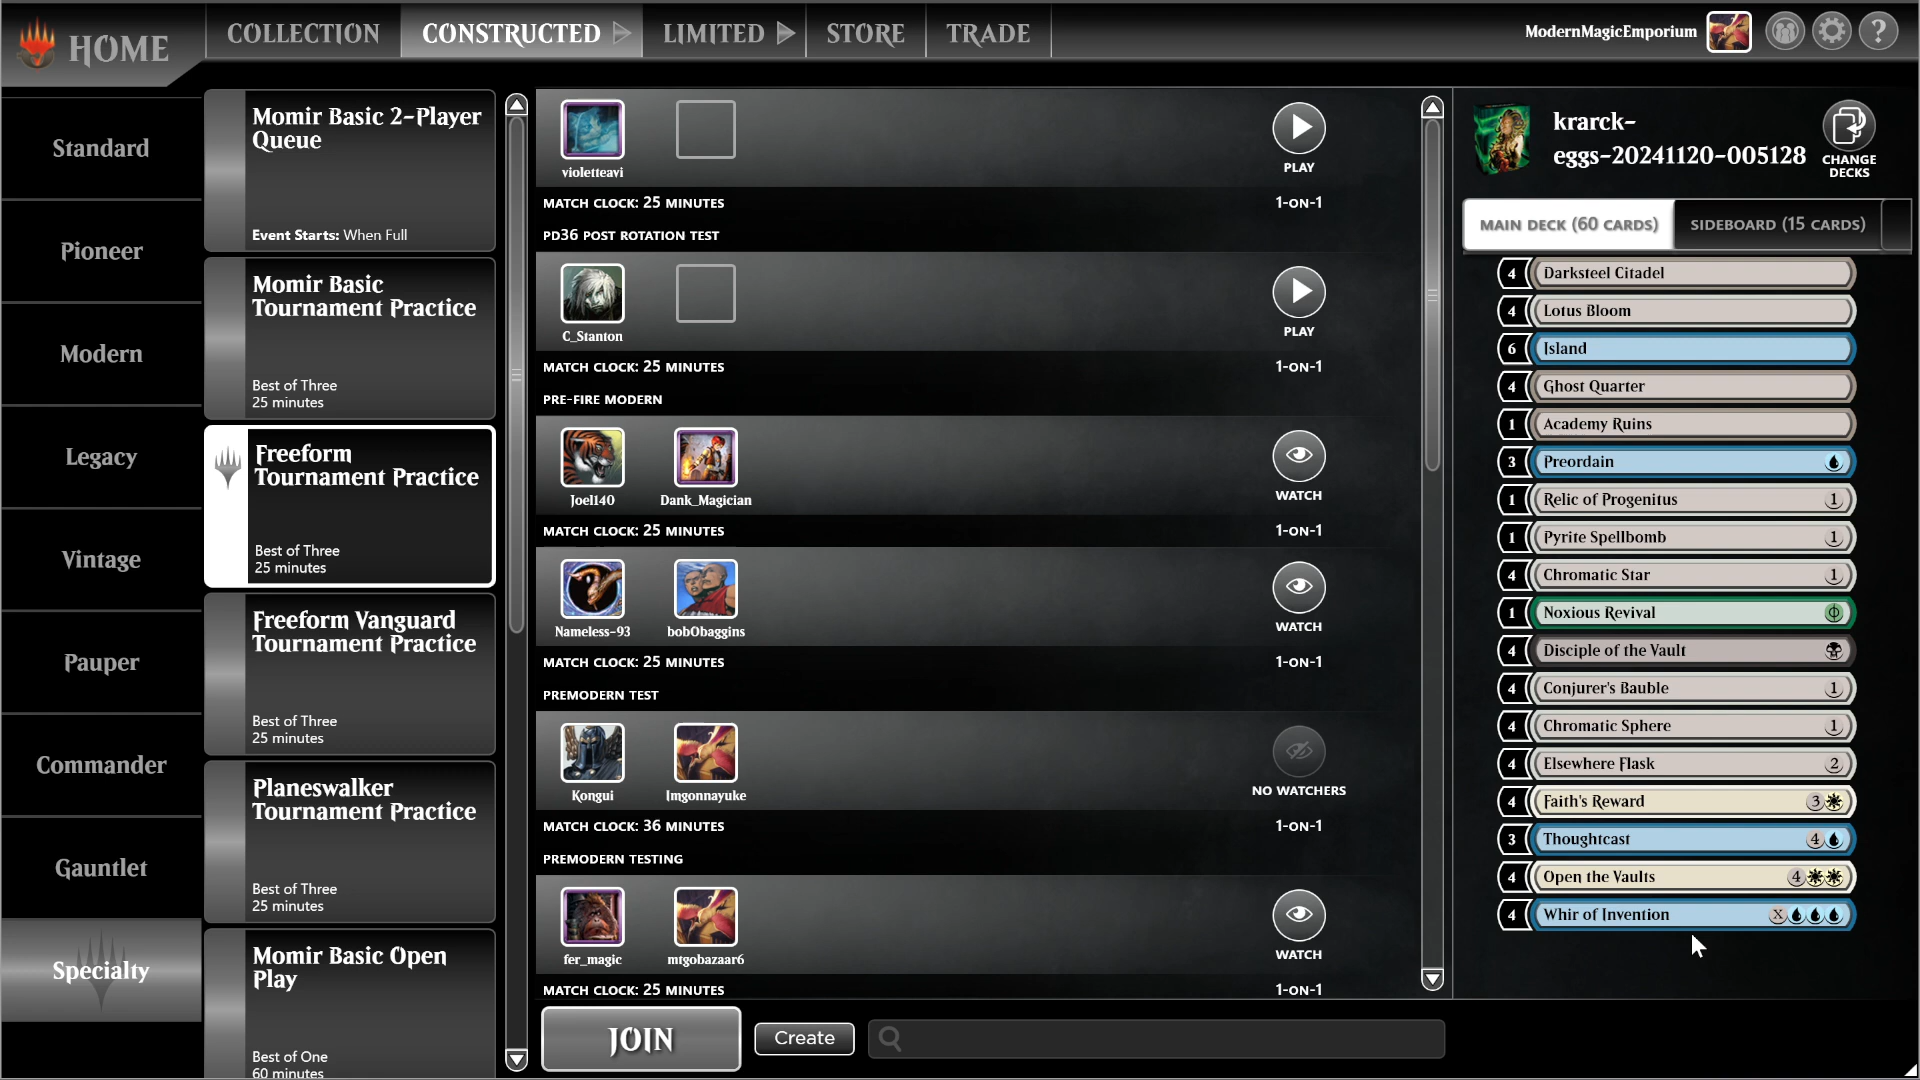 HOME
COLLECTION
CONSTRUCTED
LIMITED
STORE
TRADE
ModernMagicEmporium
?
Standard
Pioneer
Modern
Legacy
Vintage
Pauper
Commander
Gauntlet
Specialty
Momir Basic 2-Player
Queue
Event Starts: When Full
Momir Basic
Tournament Practice
Best of Three
25 minutes
Freeform
Tournament Practice
Best of Three
25 minutes
Freeform Vanguard
Tournament Practice
Best of Three
25 minutes
Planeswalker
Tournament Practice
Best of Three
25 minutes
Momir Basic Open
Play
Best of One
60 minutes
violetteavi
PLAY
MATCH CLOCK: 25 MINUTES
1-ON-1
PD36 POST ROTATION TEST
C_Stanton
PLAY
MATCH CLOCK: 25 MINUTES
1-ON-1
PRE-FIRE MODERN
Joel140
Dank_Magician
WATCH
MATCH CLOCK: 25 MINUTES
1-ON-1
Nameless-93
bobObaggins
WATCH
MATCH CLOCK: 25 MINUTES
1-ON-1
PREMODERN TEST
Kongui
Imgonnayuke
NO WATCHERS
MATCH CLOCK: 36 MINUTES
1-ON-1
PREMODERN TESTING
fer_magic
mtgobazaar6
WATCH
MATCH CLOCK: 25 MINUTES
1-ON-1
JOIN
Create
krarck-
eggs-20241120-005128
CHANGE
DECKS
MAIN DECK (60 CARDS)
SIDEBOARD (15 CARDS)
4 Darksteel Citadel
4 Lotus Bloom
6 Island
4 Ghost Quarter
1 Academy Ruins
3 Preordain
1 Relic of Progenitus 1
1 Pyrite Spellbomb 1
4 Chromatic Star 1
1 Noxious Revival
4 Disciple of the Vault
4 Conjurer's Bauble 1
4 Chromatic Sphere 1
4 Elsewhere Flask 2
4 Faith's Reward 3
3 Thoughtcast 4
4 Open the Vaults 4
4 Whir of Invention X